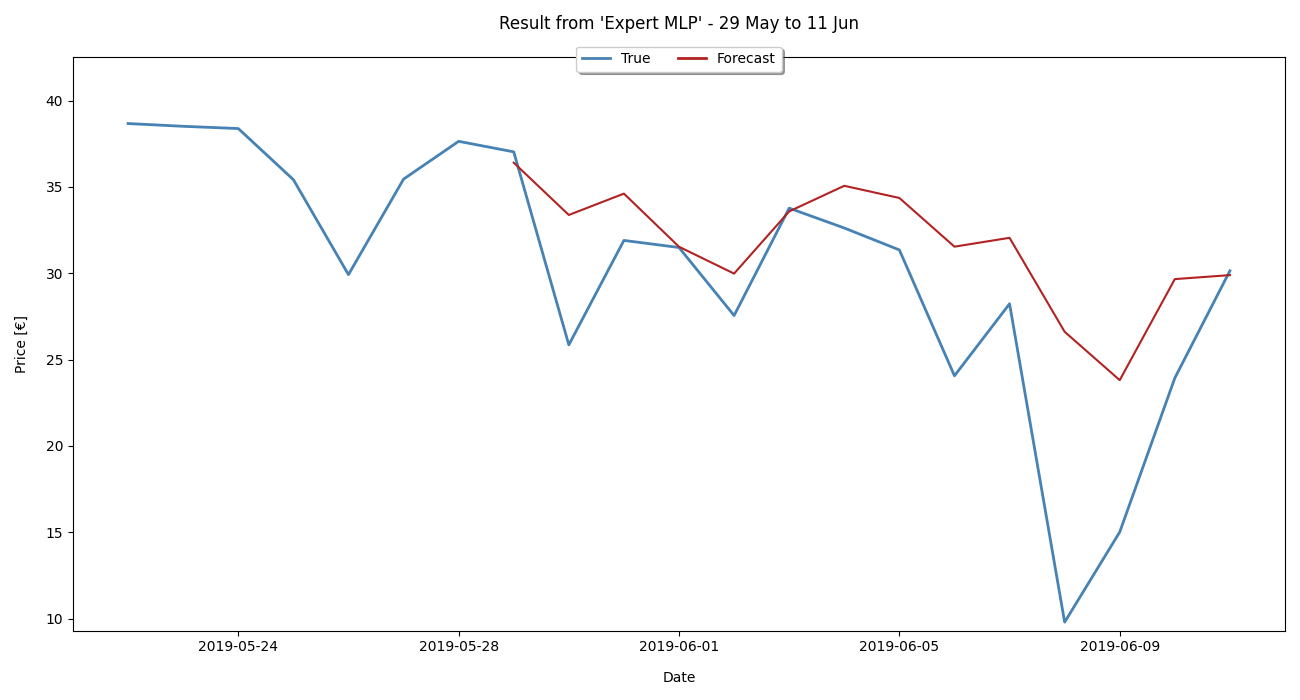 Result from 'Expert MLP' - 29 May to 11 Jun
True Forecast
40
35
30
25
20
15
10
Price [€]
2019-05-24 2019-05-28 2019-06-01 2019-06-05 2019-06-09
Date